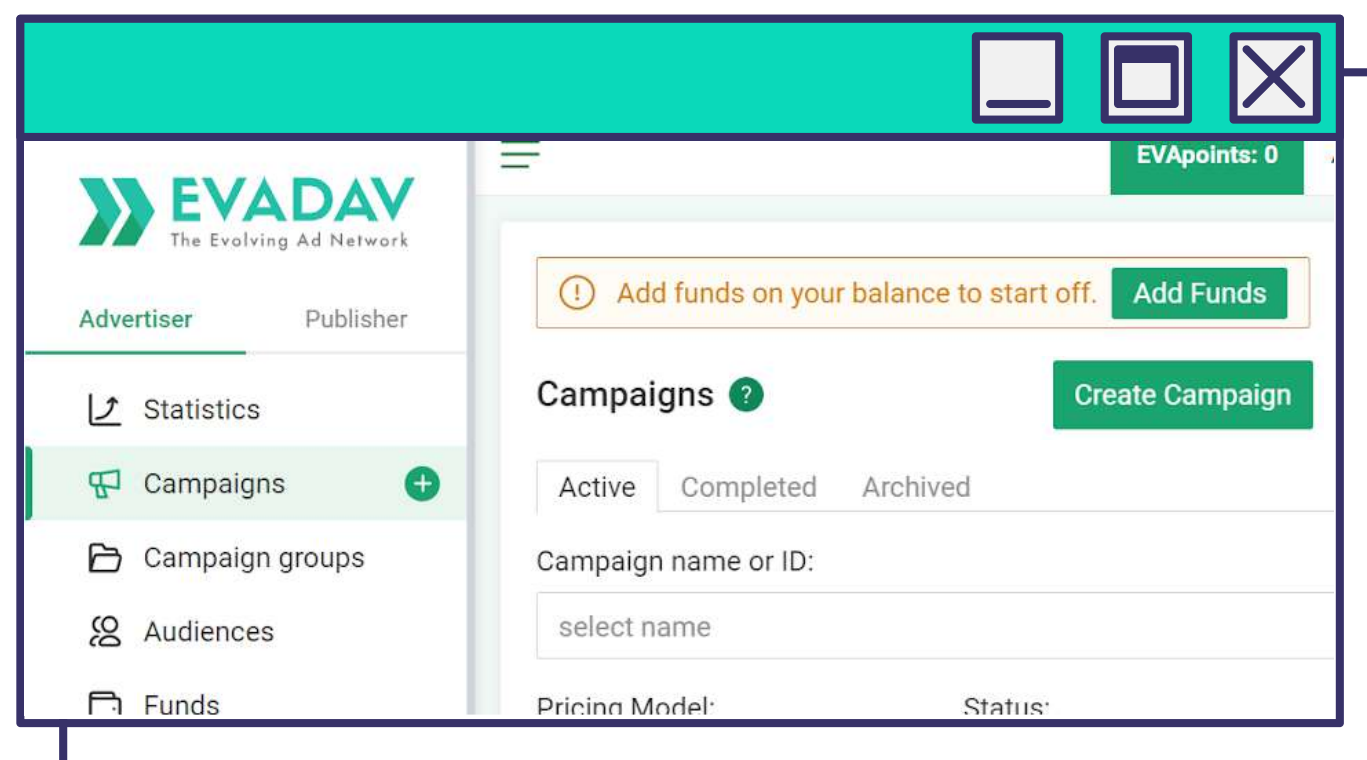 EVADAV
The Evolving Ad Network
Advertiser Publisher
Statistics
Campaigns
Campaign groups
Audiences
Funds
EVApoints: 0
Add funds on your balance to start off. Add Funds
Campaigns ? Create Campaign
Active Completed Archived
Campaign name or ID:
select name
Pricing Model: Status: